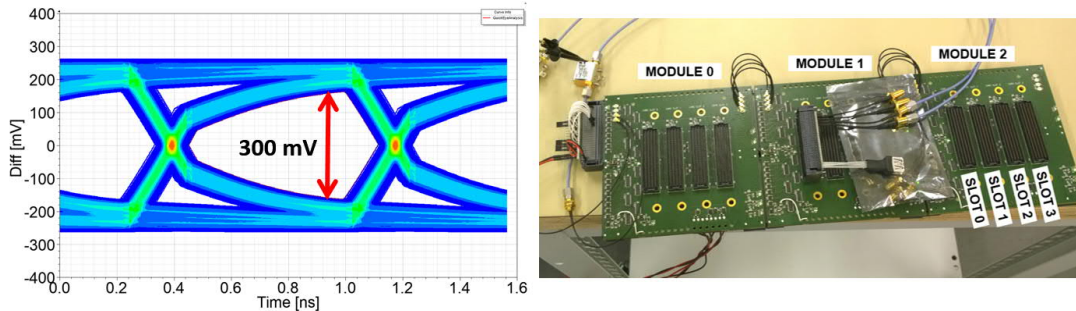 Curve Info
400
300
200
100
0
-100
-200
-300
-400
Diff [mV]
300 mV
0.0 0.2 0.4 0.6 0.8 1.0 1.2 1.4 1.6
Time [ns]
MODULE 0
MODULE 1
MODULE 2
SLOT 0
SLOT 1
SLOT 2
SLOT 3